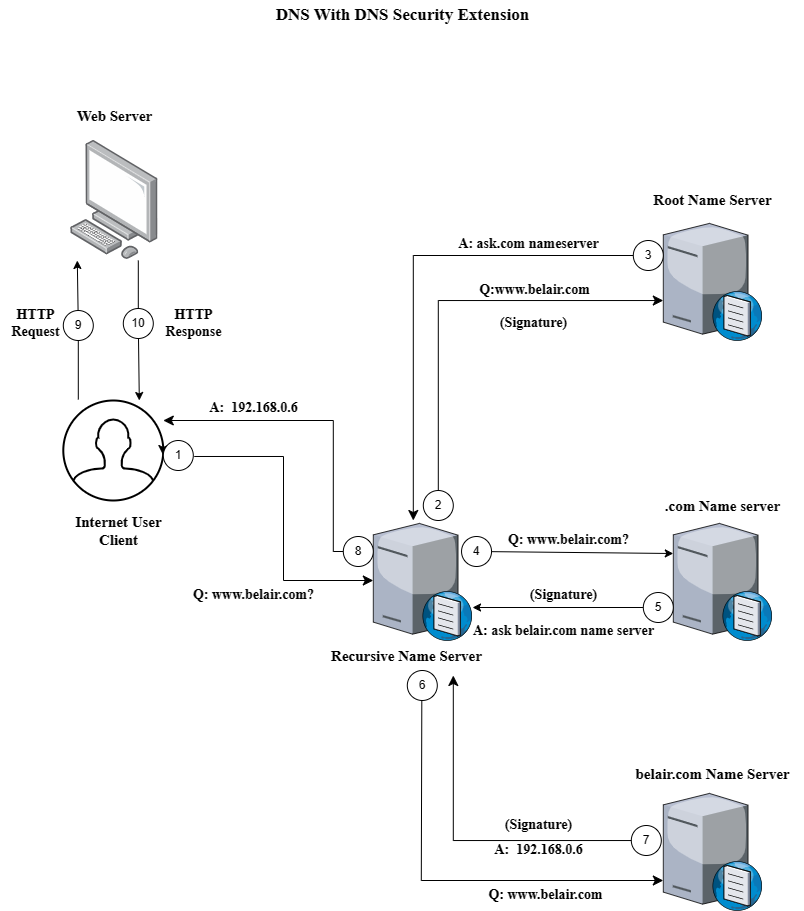 DNS With DNS Security Extension
Web Server
Root Name Server
A: ask.com nameserver
3
Q:www.belair.com
(Signature)
HTTP
Request
9
10
HTTP
Response
A:  192.168.0.6
1
2
Internet User
Client
.com Name server
8
4
Q: www.belair.com?
Q: www.belair.com?
(Signature)
5
A: ask belair.com name server
Recursive Name Server
6
belair.com Name Server
(Signature)
7
A:  192.168.0.6
Q: www.belair.com